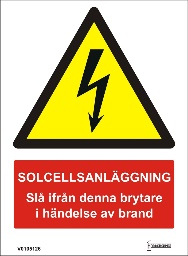 SOLCELLSANLÄGGNING
Slå ifrån denna brytare
i händelse av brand